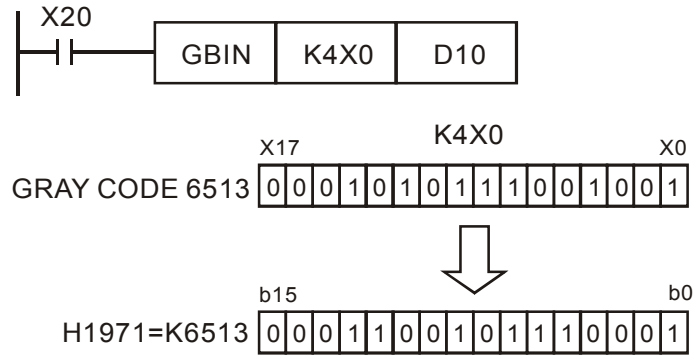 X20
GBIN K4X0 D10
K4X0
X17 X0
GRAY CODE 6513 0 0 0 1 0 1 0 1 1 1 0 0 1 0 0 1
b15 b0
H1971=K6513 0 0 0 1 1 0 0 1 0 1 1 1 0 0 0 1